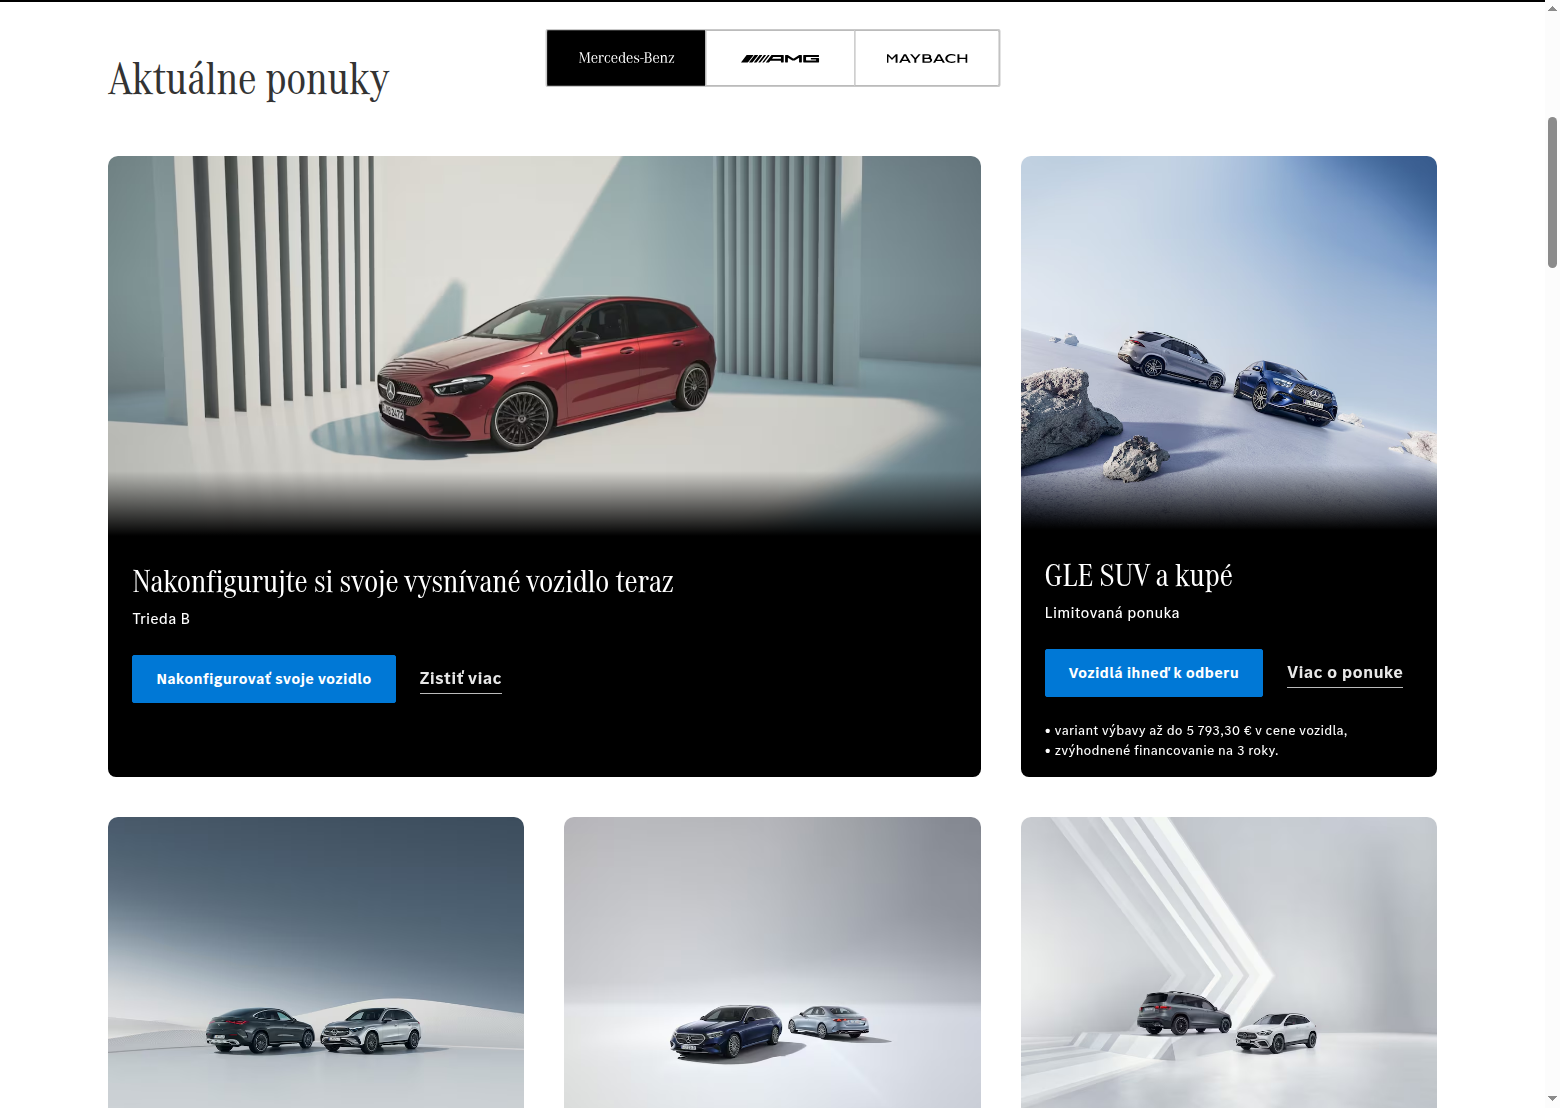 Aktuálne ponuky
Mercedes-Benz
AMG
MAYBACH
Nakonfigurujte si svoje vysnívané vozidlo teraz
Trieda B
Nakonfigurovať svoje vozidlo
Zistiť viac
GLE SUV a kupé
Limitovaná ponuka
Vozidlá ihneď k odberu
Viac o ponuke
• variant výbavy až do 5 793,30 € v cene vozidla,
• zvýhodnené financovanie na 3 roky.